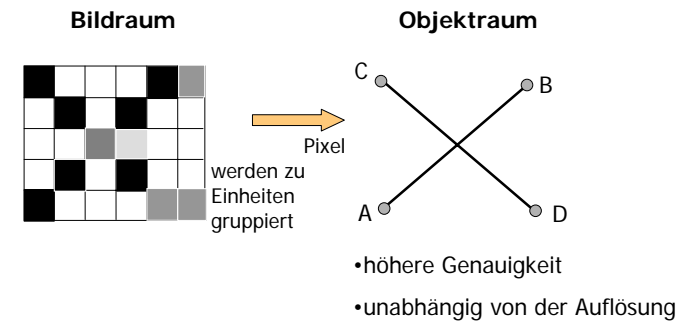 Bildraum
Objektraum
C
B
Pixel
werden zu
Einheiten
gruppiert
A
D
•höhere Genauigkeit
•unabhängig von der Auflösung